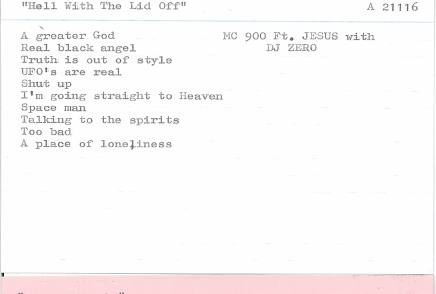 "Hell With The Lid Off" A 21116
A greater God MC 900 Ft. JESUS with
Real black angel DJ ZERO
Truth is out of style
UFO's are real
Shut up
I'm going straight to Heaven
Space man
Talking to the spirits
Too bad
A place of loneliness